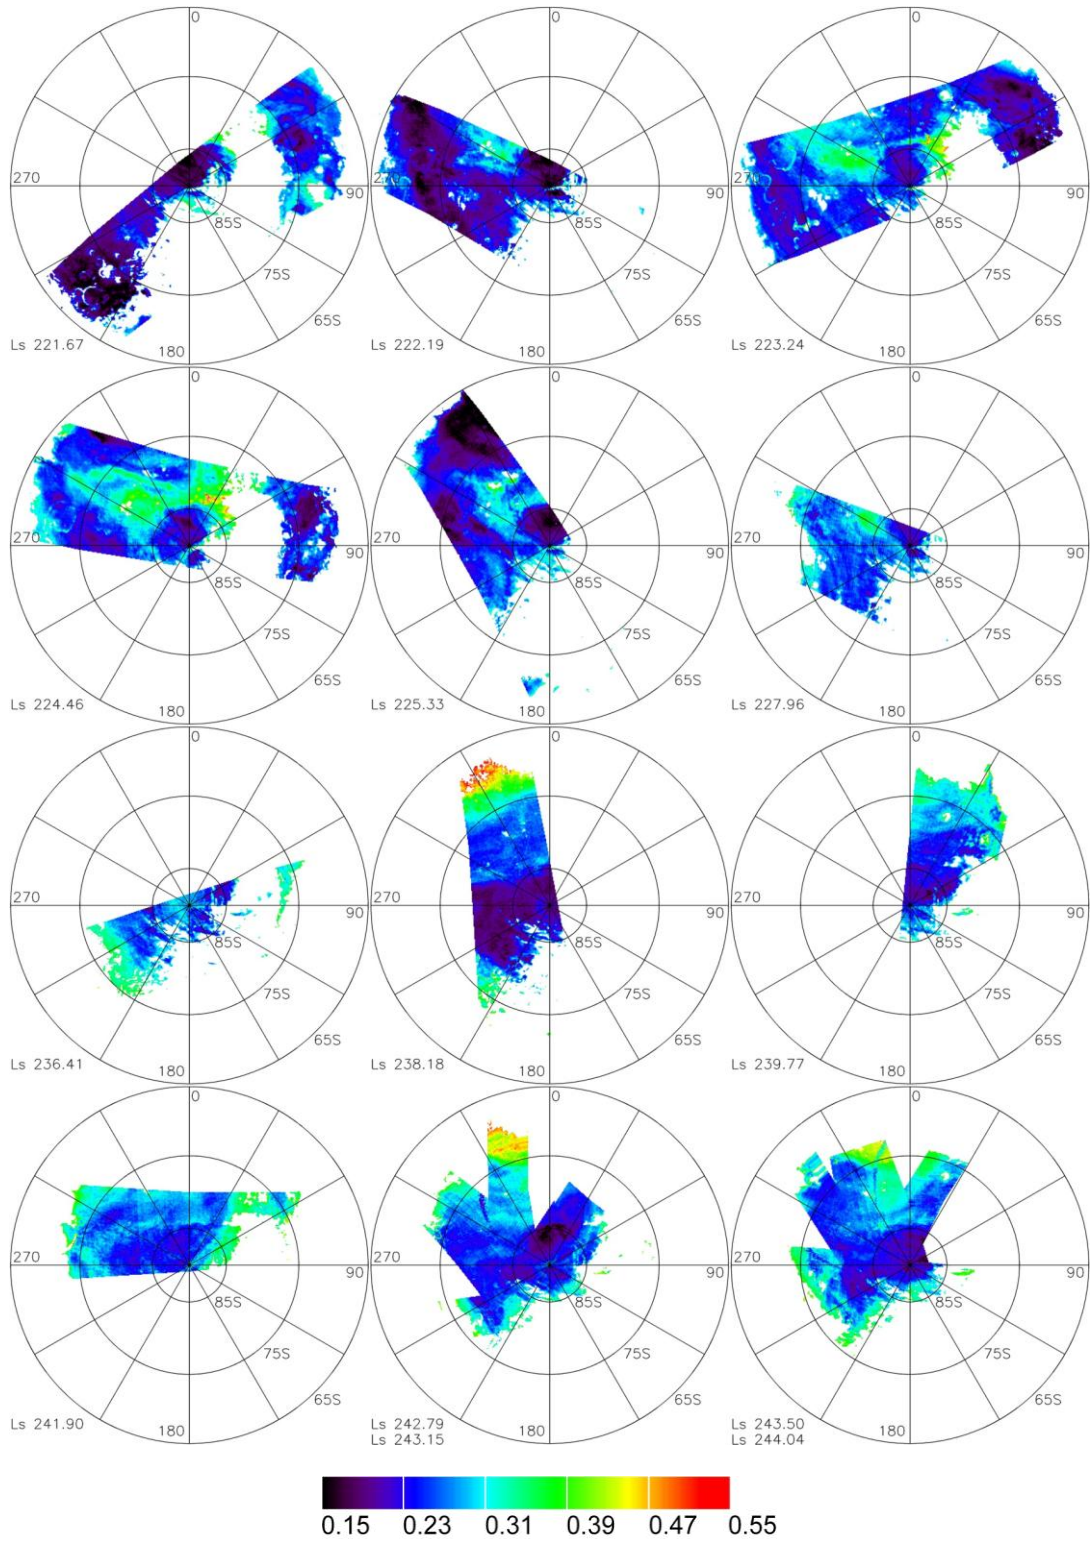 0
270
90
85S
75S
65S
180
Ls 221.67
0
270
90
85S
75S
65S
180
Ls 222.19
0
270
90
85S
75S
65S
180
Ls 223.24
0
270
90
85S
75S
65S
180
Ls 224.46
0
270
90
85S
75S
65S
180
Ls 225.33
0
270
90
85S
75S
65S
180
Ls 227.96
0
270
90
85S
75S
65S
180
Ls 236.41
0
270
90
85S
75S
65S
180
Ls 238.18
0
270
90
85S
75S
65S
180
Ls 239.77
0
270
90
85S
75S
65S
180
Ls 241.90
0
270
90
85S
75S
65S
180
Ls 242.79
Ls 243.15
0
270
90
85S
75S
65S
180
Ls 243.50
Ls 244.04
0.15 0.23 0.31 0.39 0.47 0.55